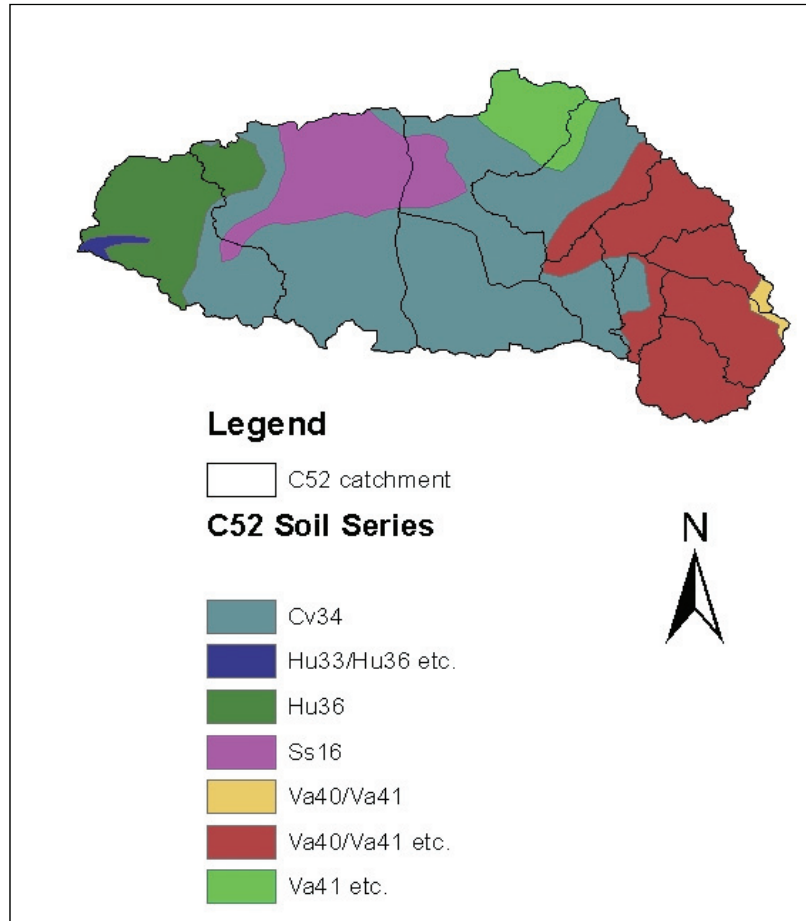 Legend
C52 catchment
C52 Soil Series
N
Cv34
Hu33/Hu36 etc.
Hu36
Ss16
Va40/Va41
Va40/Va41 etc.
Va41 etc.